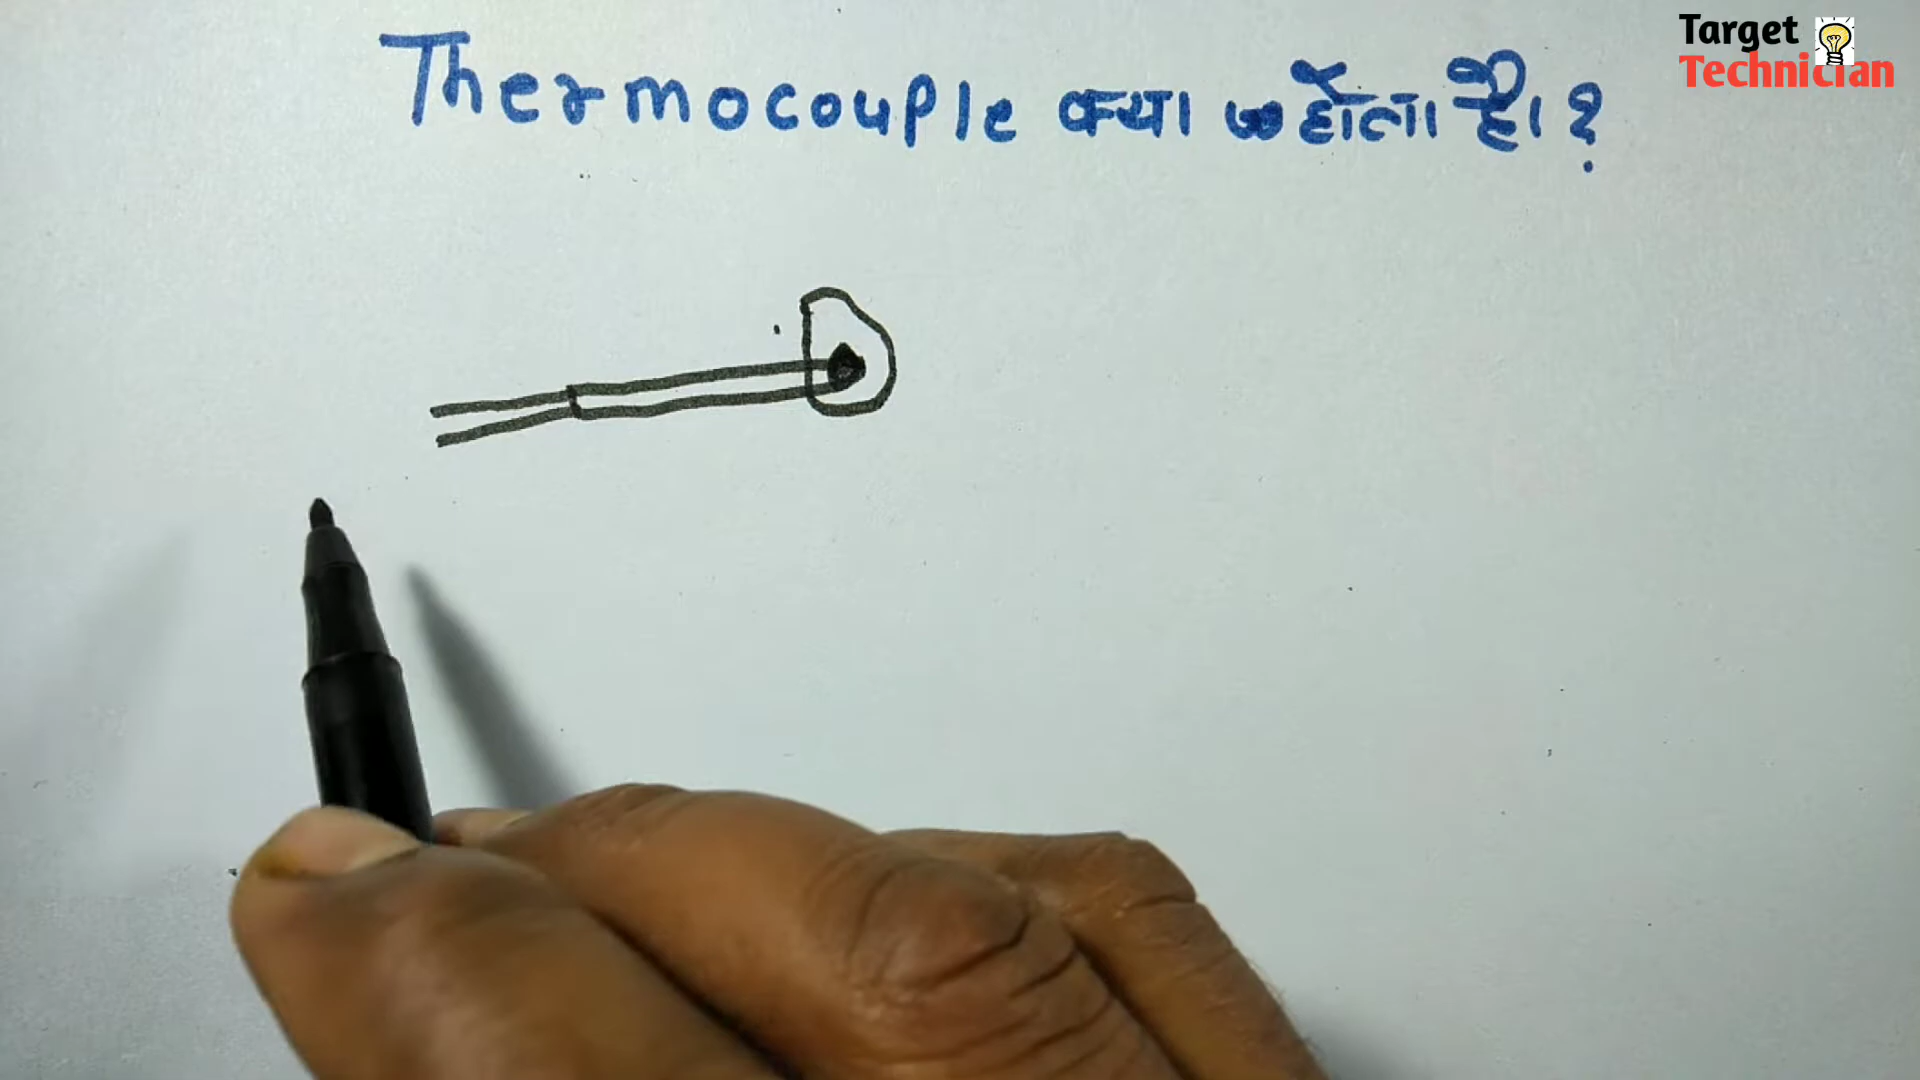 Thermocouple क्या होता है। ?
Target
Technician